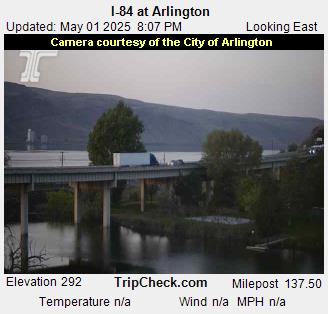 I-84 at Arlington
Updated: May 01 2025 8:07 PM Looking East
Camera courtesy of the City of Arlington
Elevation 292 TripCheck.com Milepost 137.50
Temperature n/a Wind n/a MPH n/a